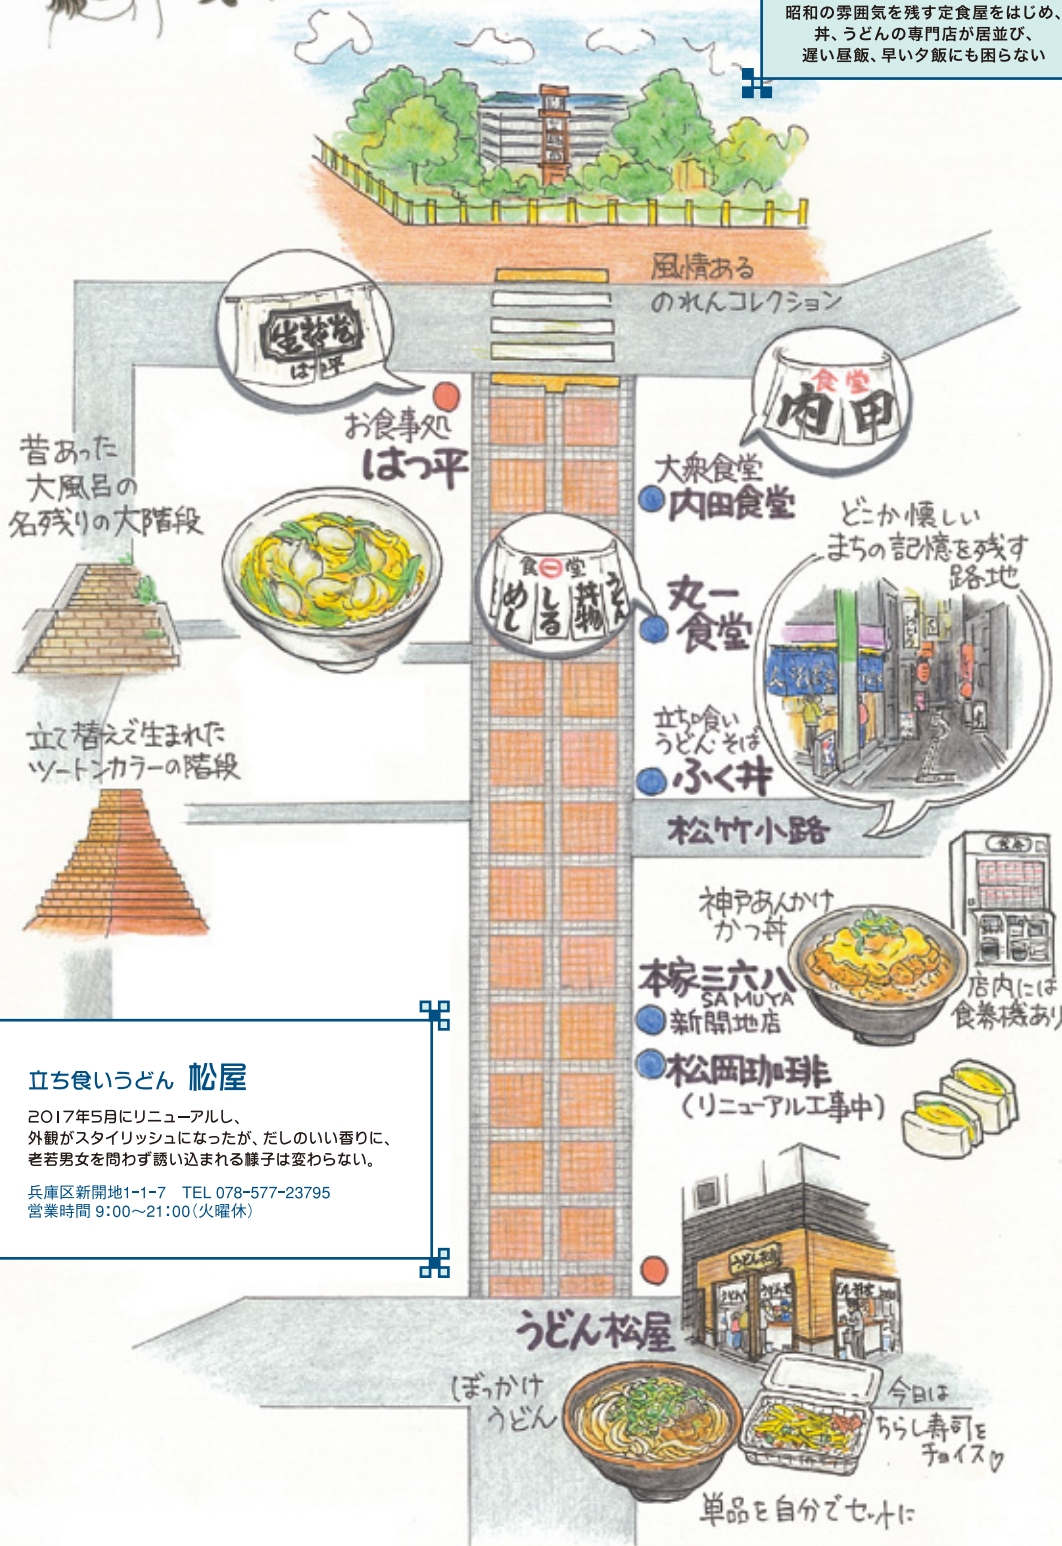 昭和の雰囲気を残す定食屋をはじめ、
丼、うどんの専門店が居並び、
遅い昼飯、早い夕飯にも困らない
風情ある
のれんコレクション
はっ平
お食事処
はっ平
食堂
内田
大衆食堂
内田食堂
昔あった
大風呂の
名残りの大階段
どこか懐しい
まちの記憶を残す
路地
食一堂
めし
しる
丼物
うどん
丸一
食堂
立ち喰い
うどん・そば
ふく井
立て替えで生まれた
ツートンカラーの階段
松竹小路
神戸あんかけ
かつ丼
食券
本家三六八
SAMUYA
新開地店
店内には
食券機あり
松岡珈琲
(リニューアル工事中)
立ち食いうどん 松屋
2017年5月にリニューアルし、
外観がスタイリッシュになったが、だしのいい香りに、
老若男女を問わず誘い込まれる様子は変わらない。
兵庫区新開地1-1-7 TEL 078-577-23795
営業時間 9:00〜21:00(火曜休)
うどん松屋
ぼっかけ
うどん
今日は
ちらし寿司を
チョイス♡
単品を自分でセットに